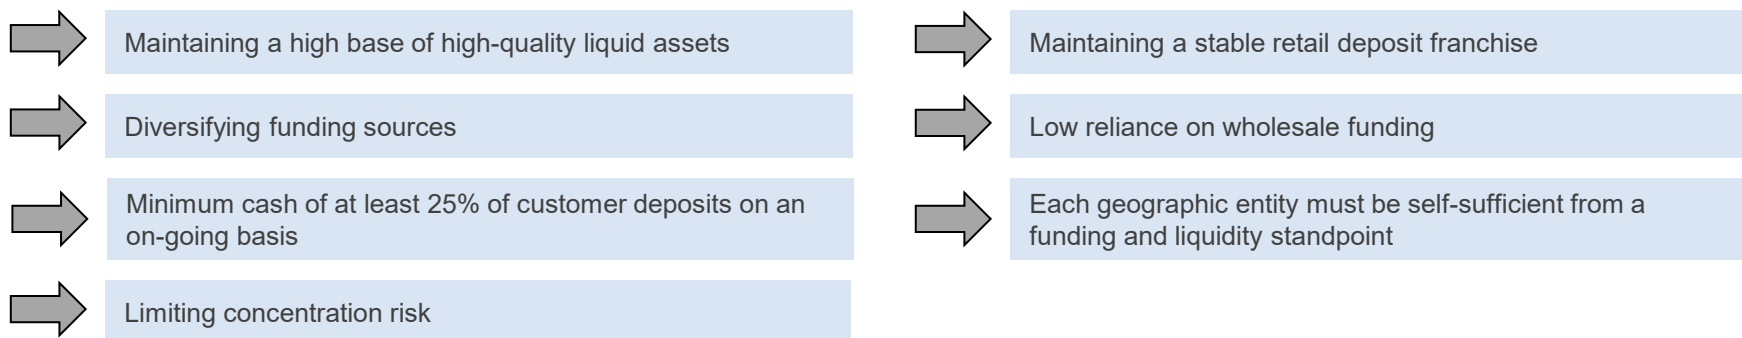 Maintaining a high base of high-quality liquid assets
Diversifying funding sources
Minimum cash of at least 25% of customer deposits on an
on-going basis
Limiting concentration risk
Maintaining a stable retail deposit franchise
Low reliance on wholesale funding
Each geographic entity must be self-sufficient from a
funding and liquidity standpoint